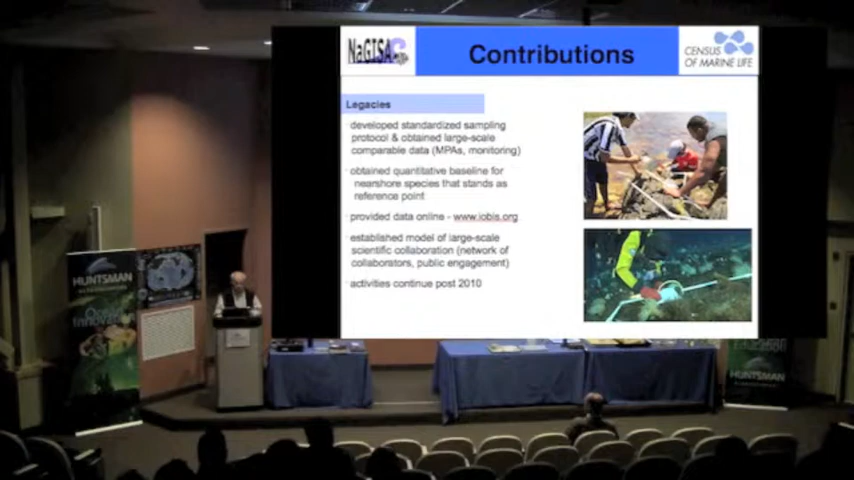 NaGISA
Contributions
CENSUS
OF MARINE LIFE
Legacies
developed standardized sampling
protocol & obtained large-scale
comparable data (MPAs, monitoring)
obtained quantitative baseline for
nearshore species that stands as
reference point
provided data online - www.iobis.org
established model of large-scale
scientific collaboration (network of
collaborators, public engagement)
activities continue post 2010
HUNTSMAN
Ocean
Innovation
HUNTSMAN